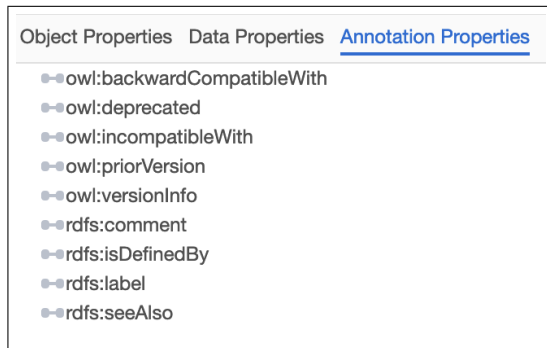 Object Properties Data Properties Annotation Properties
owl:backwardCompatibleWith
owl:deprecated
owl:incompatibleWith
owl:priorVersion
owl:versionInfo
rdfs:comment
rdfs:isDefinedBy
rdfs:label
rdfs:seeAlso